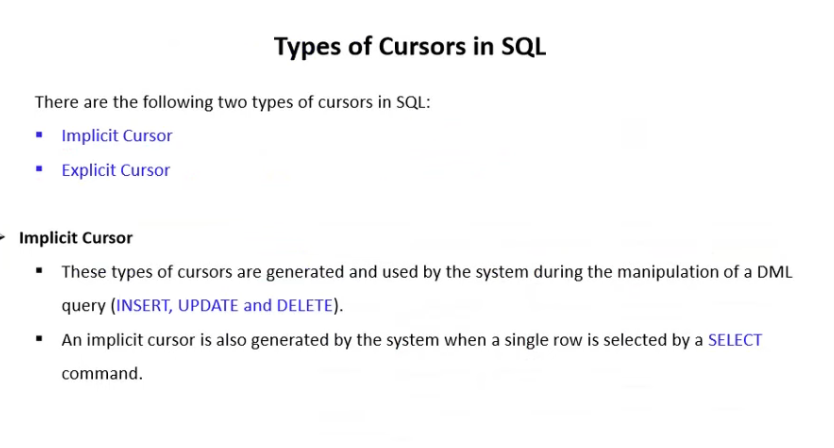 Types of Cursors in SQL
There are the following two types of cursors in SQL:
▪ Implicit Cursor
▪ Explicit Cursor
➢ Implicit Cursor
▪ These types of cursors are generated and used by the system during the manipulation of a DML
query (INSERT, UPDATE and DELETE).
▪ An implicit cursor is also generated by the system when a single row is selected by a SELECT
command.